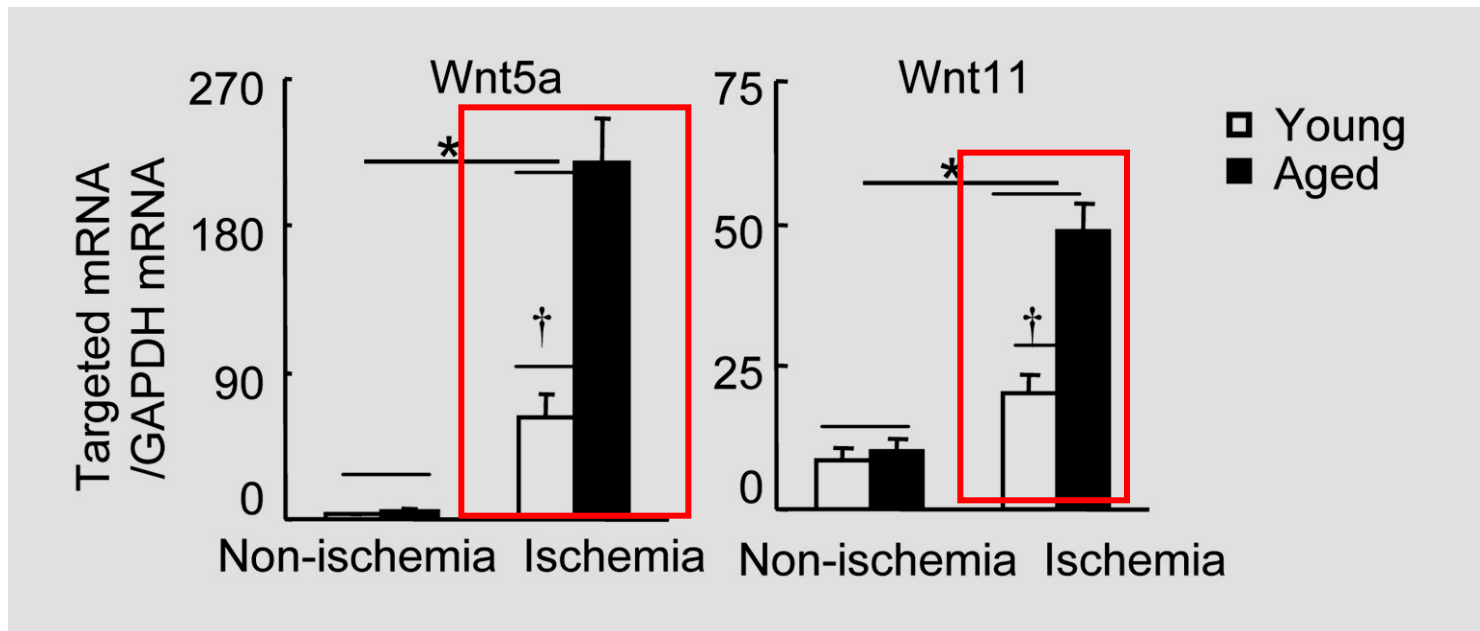 Wnt5a
Wnt11
270
180
90
0
75
50
25
0
Targeted mRNA
/GAPDH mRNA
*
†
*
†
Young
Aged
Non-ischemia Ischemia
Non-ischemia Ischemia